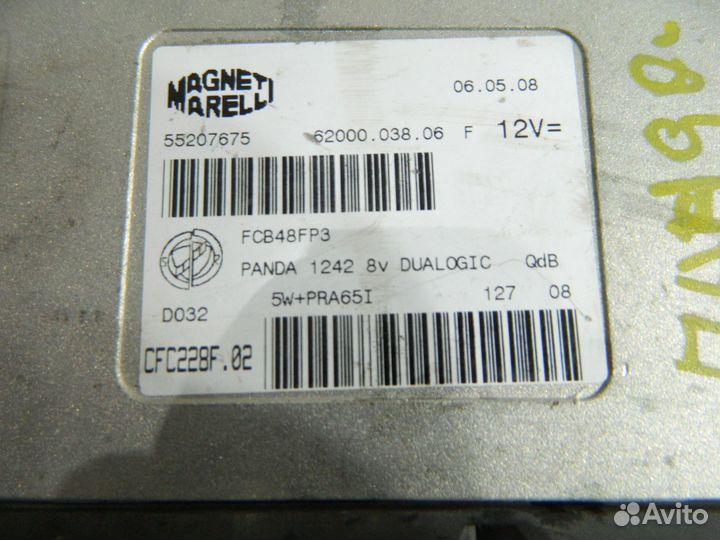 MAGNETI
MARELLI
06.05.08
55207675 62000.038.06 F 12V=
FCB48FP3
PANDA 1242 8v DUALOGIC QdB
5W+PRA65I 127 08
D032
CFC228F.02
Avito